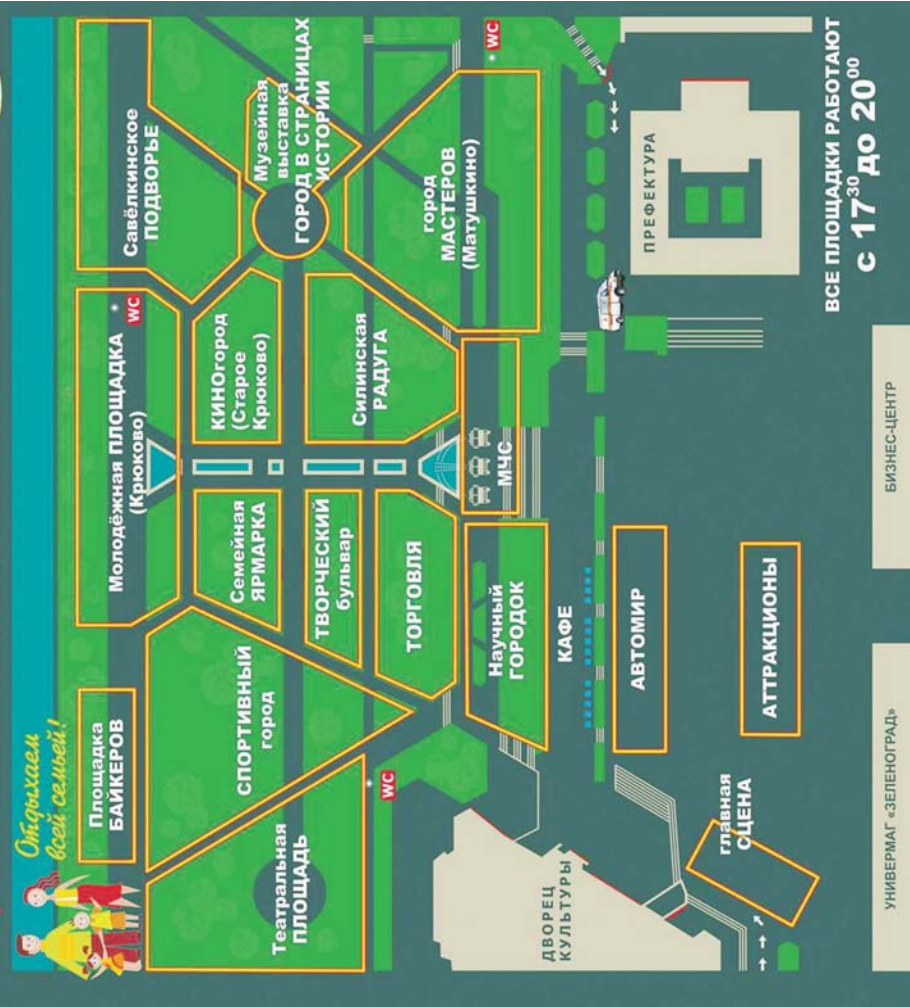 Отдыхаем
всей семьей!
Площадка
БАЙКЕРОВ
Молодёжная ПЛОЩАДКА
(Крюково)
WC
Савёлкинское
ПОДВОРЬЕ
Театральная
ПЛОЩАДЬ
СПОРТИВНЫЙ
город
Семейная
ЯРМАРКА
КИНОгород
(Старое
Крюково)
Музейная
выставка
ГОРОД В СТРАНИЦАХ
ИСТОРИИ
ТВОРЧЕСКИЙ
бульвар
Силинская
РАДУГА
ТОРГОВЛЯ
город
МАСТЕРОВ
(Матушкино)
WC
WC
Научный
ГОРОДОК
МЧС
КАФЕ
АВТОМИР
ПРЕФЕКТУРА
ДВОРЕЦ
КУЛЬТУРЫ
главная
СЦЕНА
АТТРАКЦИОНЫ
ВСЕ ПЛОЩАДКИ РАБОТАЮТ
с 17³⁰ до 20⁰⁰
УНИВЕРМАГ «ЗЕЛЕНОГРАД»
БИЗНЕС-ЦЕНТР